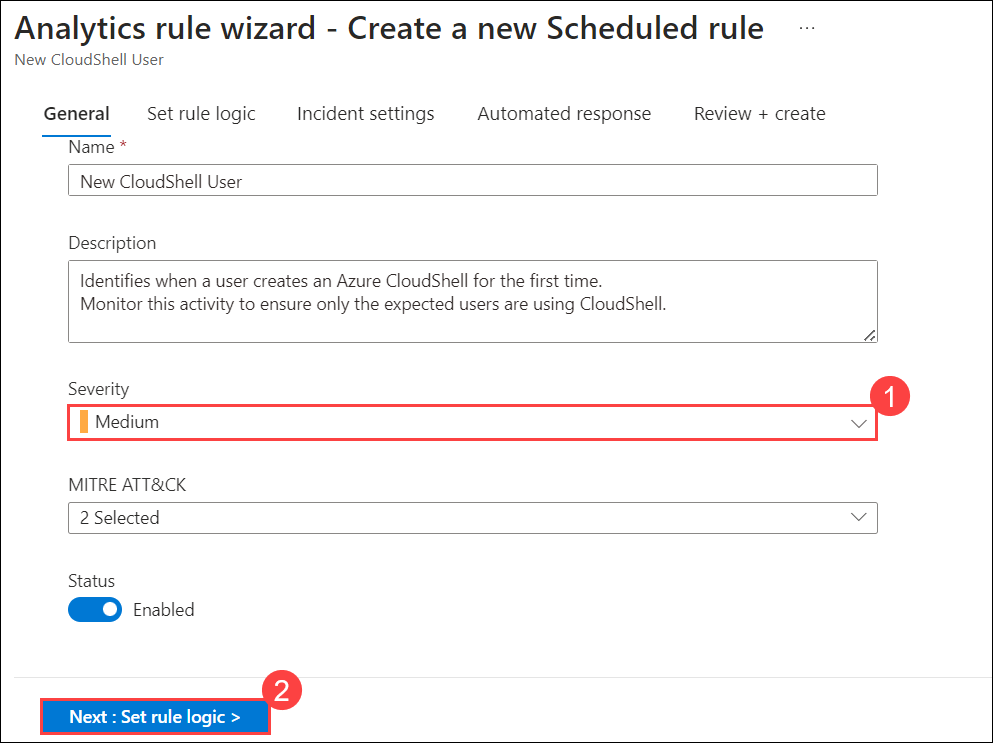 Analytics rule wizard - Create a new Scheduled rule ...
New CloudShell User
General Set rule logic Incident settings Automated response Review + create
Name *
New CloudShell User
Description
Identifies when a user creates an Azure CloudShell for the first time.
Monitor this activity to ensure only the expected users are using CloudShell.
Severity
1
Medium
MITRE ATT&CK
2 Selected
Status
Enabled
2
Next : Set rule logic >